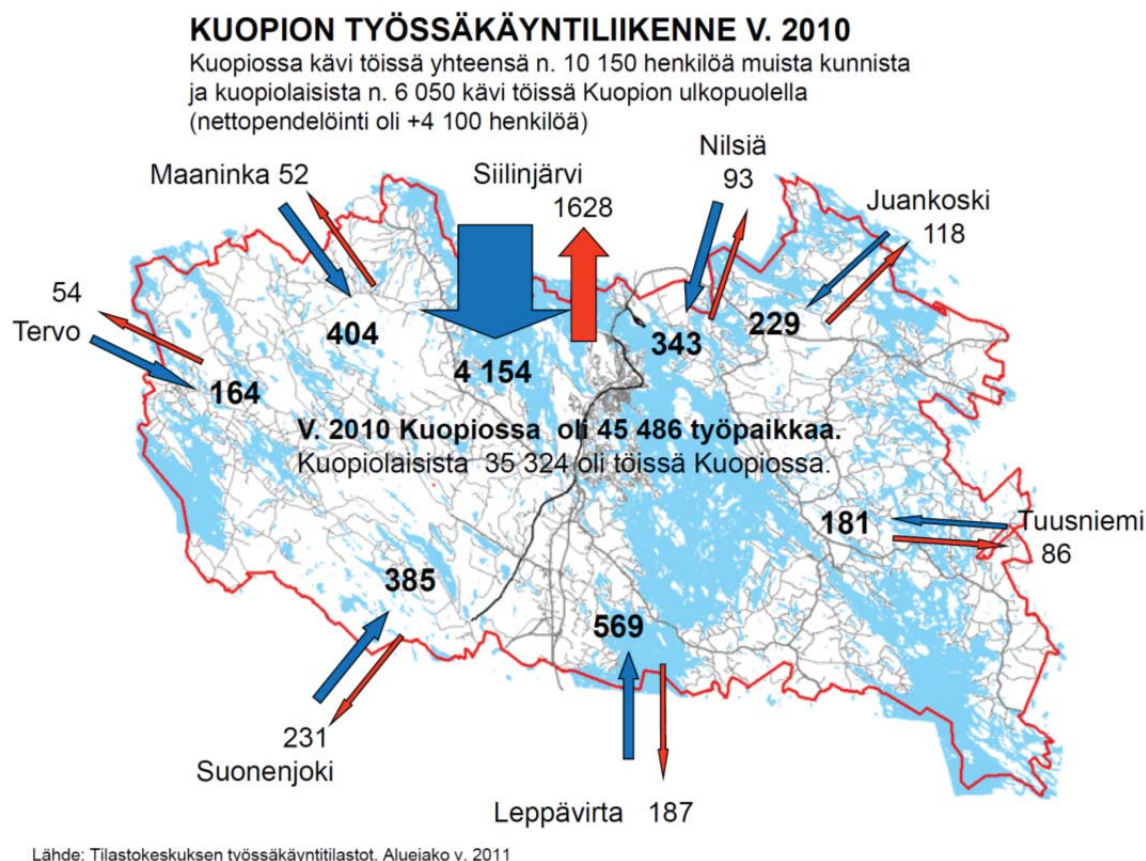 KUOPION TYÖSSÄKÄYNTILIIKENNE V. 2010
Kuopiossa kävi töissä yhteensä n. 10 150 henkilöä muista kunnista
ja kuopiolaisista n. 6 050 kävi töissä Kuopion ulkopuolella
(nettopendelöinti oli +4 100 henkilöä)
Nilsiä
93
Maaninka 52
Siilinjärvi
1628
Juankoski
118
54
Tervo
404
343
229
164
4 154
V. 2010 Kuopiossa oli 45 486 työpaikkaa.
Kuopiolaisista 35 324 oli töissä Kuopiossa.
181
Tuusniemi
86
385
569
231
Suonenjoki
Leppävirta 187
Lähde: Tilastokeskuksen työssäkäyntitilastot. Aluejako v. 2011